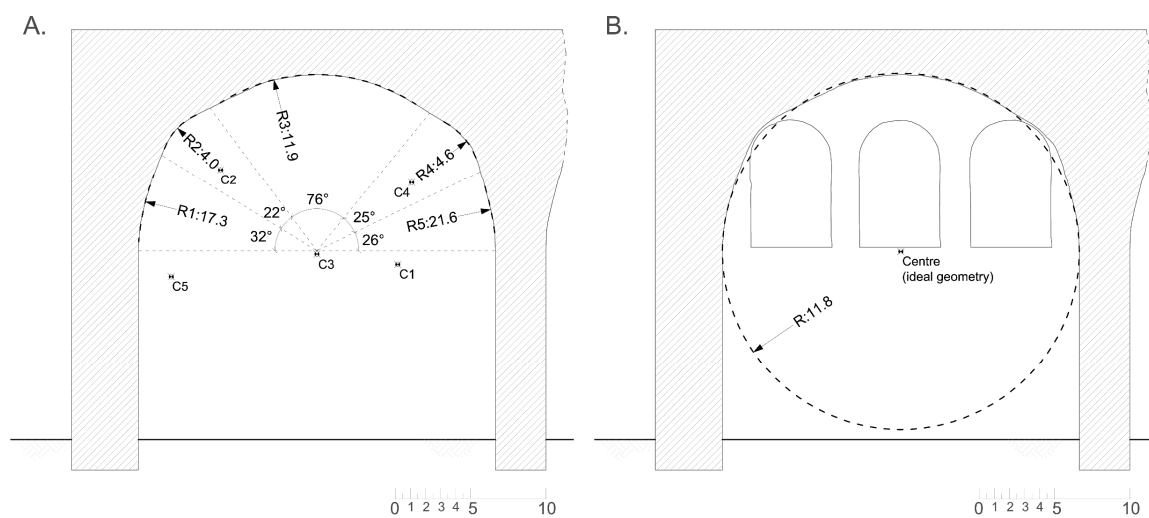 A.
R3:11.9
R2:4.0
C2
R4:4.6
C4
R1:17.3
76°
22°
25°
R5:21.6
32°
26°
C3
C1
C5
0 1 2 3 4 5 10
B.
Centre
(ideal geometry)
R:11.8
0 1 2 3 4 5 10